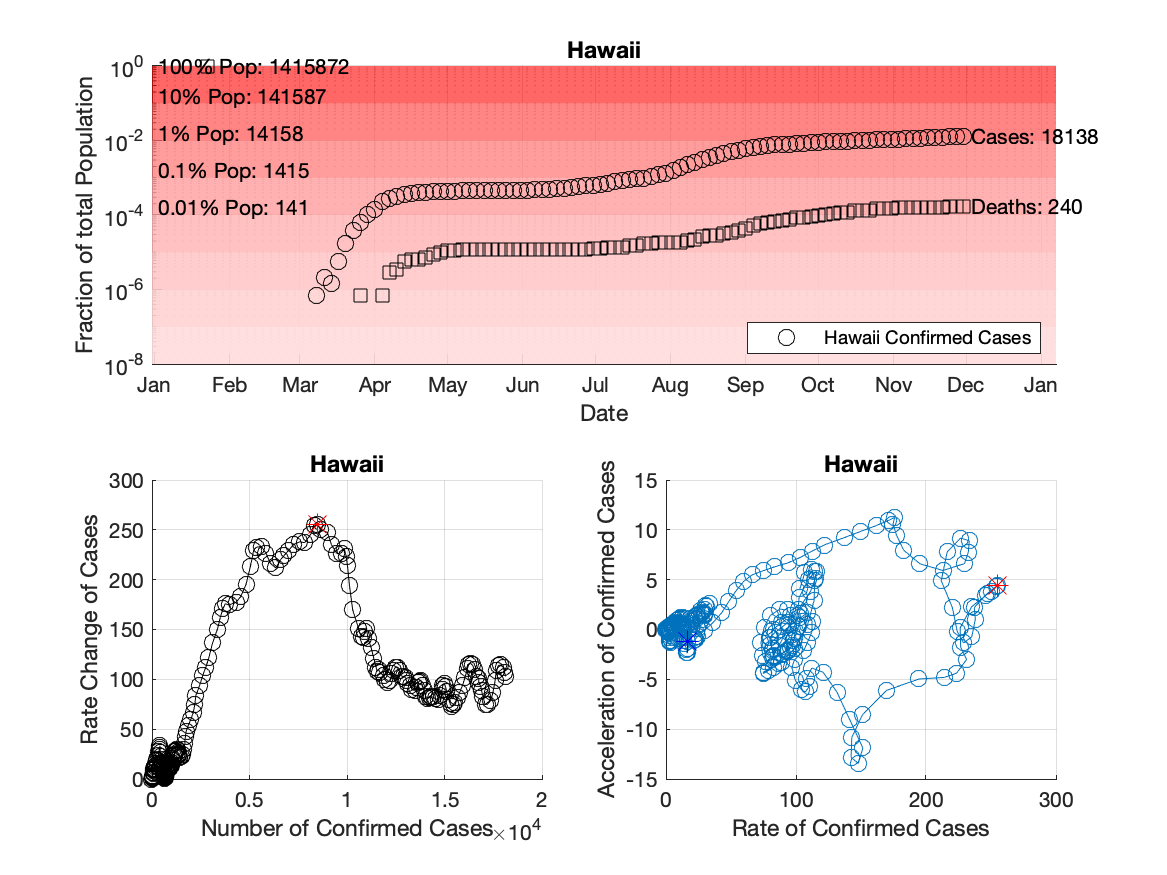 Hawaii
10^0
10^-2
10^-4
10^-6
10^-8
Fraction of total Population
100% Pop: 1415872
10% Pop: 141587
1% Pop: 14158
0.1% Pop: 1415
0.01% Pop: 141
Cases: 18138
Deaths: 240
Hawaii Confirmed Cases
Jan Feb Mar Apr May Jun Jul Aug Sep Oct Nov Dec Jan
Date
Hawaii
300
250
200
150
100
50
0
Rate Change of Cases
0 0.5 1 1.5 2
Number of Confirmed Cases ×10^4
Hawaii
15
10
5
0
-5
-10
-15
Acceleration of Confirmed Cases
0 100 200 300
Rate of Confirmed Cases